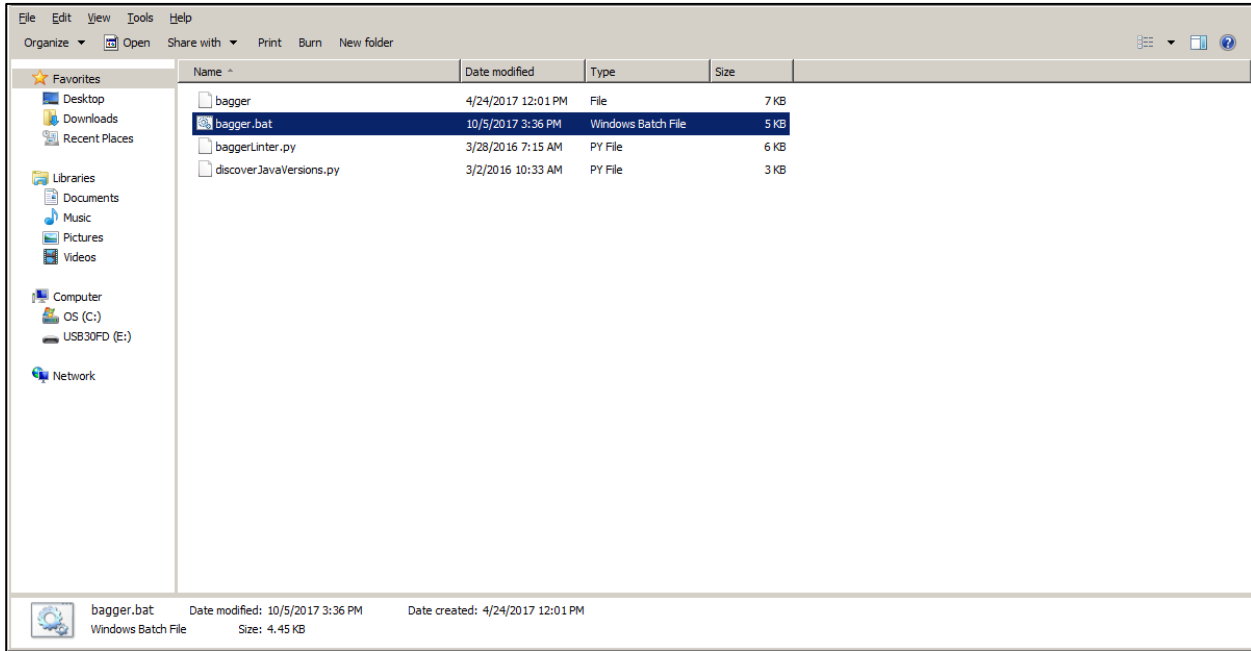 File Edit View Tools Help
Organize Open Share with Print Burn New folder
Favorites
Desktop
Downloads
Recent Places
Libraries
Documents
Music
Pictures
Videos
Computer
OS (C:)
USB30FD (E:)
Network
Name Date modified Type Size
bagger 4/24/2017 12:01 PM File 7 KB
bagger.bat 10/5/2017 3:36 PM Windows Batch File 5 KB
baggerLinter.py 3/28/2016 7:15 AM PY File 6 KB
discoverJavaVersions.py 3/2/2016 10:33 AM PY File 3 KB
bagger.bat Date modified: 10/5/2017 3:36 PM Date created: 4/24/2017 12:01 PM
Windows Batch File Size: 4.45 KB